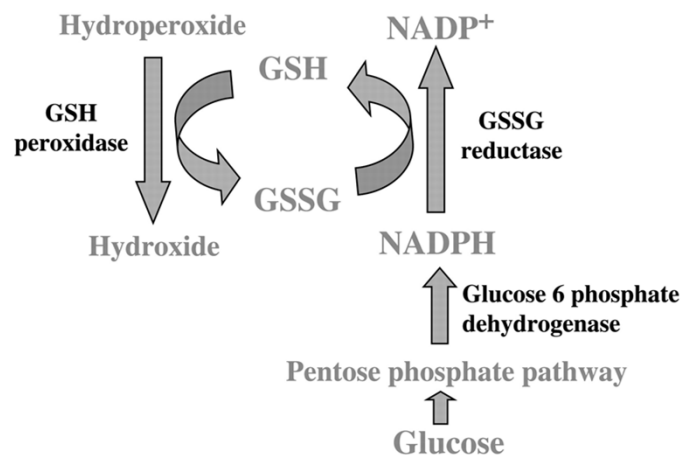 Hydroperoxide
NADP+
GSH
GSH
peroxidase
GSSG
reductase
GSSG
Hydroxide
NADPH
Glucose 6 phosphate
dehydrogenase
Pentose phosphate pathway
Glucose